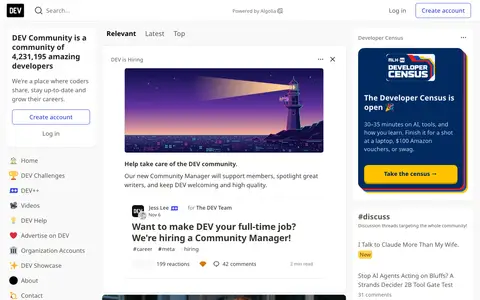 DEV
Powered by Algolia
Log in
Create account
DEV Community is a
community of
4,231,195 amazing
developers
We're a place where coders
share, stay up-to-date and
grow their careers.
Create account
Log in
Home
DEV Challenges
DEV++
Videos
DEV Help
Advertise on DEV
Organization Accounts
DEV Showcase
About
Contact
Relevant Latest Top
DEV is Hiring
Help take care of the DEV community.
Our new Community Manager will support members, spotlight great
writers, and keep DEV welcoming and high quality.
DEV
Jess Lee for The DEV Team
Nov 6
Want to make DEV your full-time job?
We're hiring a Community Manager!
#career #meta hiring
199 reactions 42 comments 2 min read
Developer Census
MLH DEV
DEVELOPER
CENSUS
The Developer Census is
open 🎉
30–35 minutes on AI, tools, and
how you learn. Finish it for a shot
at a laptop, $100 Amazon
vouchers, or swag.
Take the census →
#discuss
Discussion threads targeting the whole community!
I Talk to Claude More Than My Wife.
New
Stop AI Agents Acting on Bluffs? A
Strands Decider 2B Tool Gate Test
31 comments